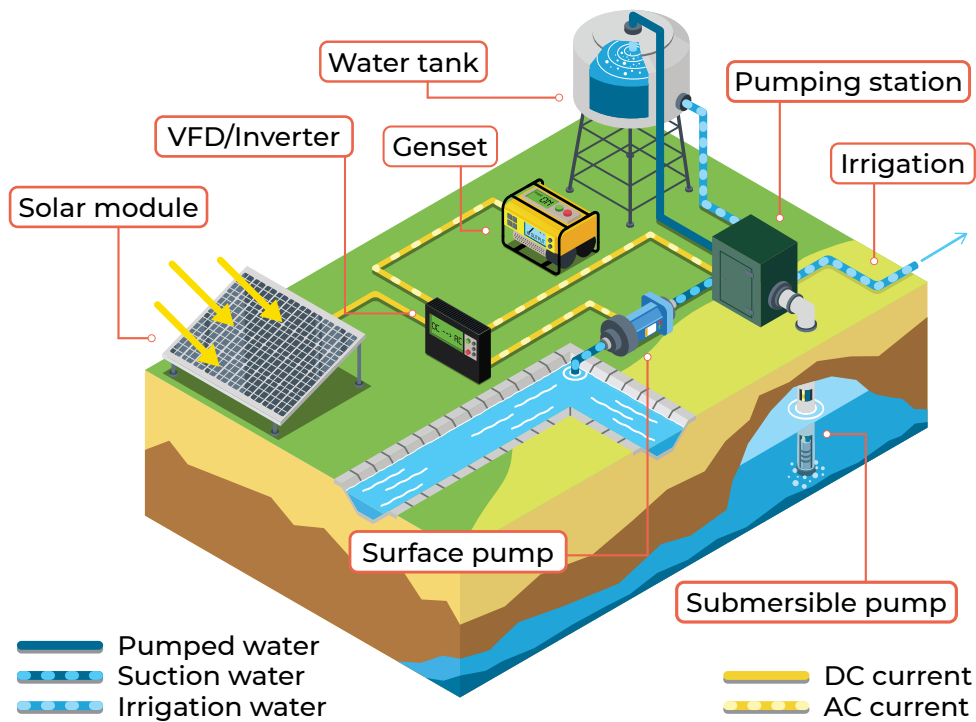 Water tank
Pumping station
VFD/Inverter
Genset
Irrigation
Solar module
DC AC
Surface pump
Submersible pump
Pumped water
Suction water
Irrigation water
DC current
AC current